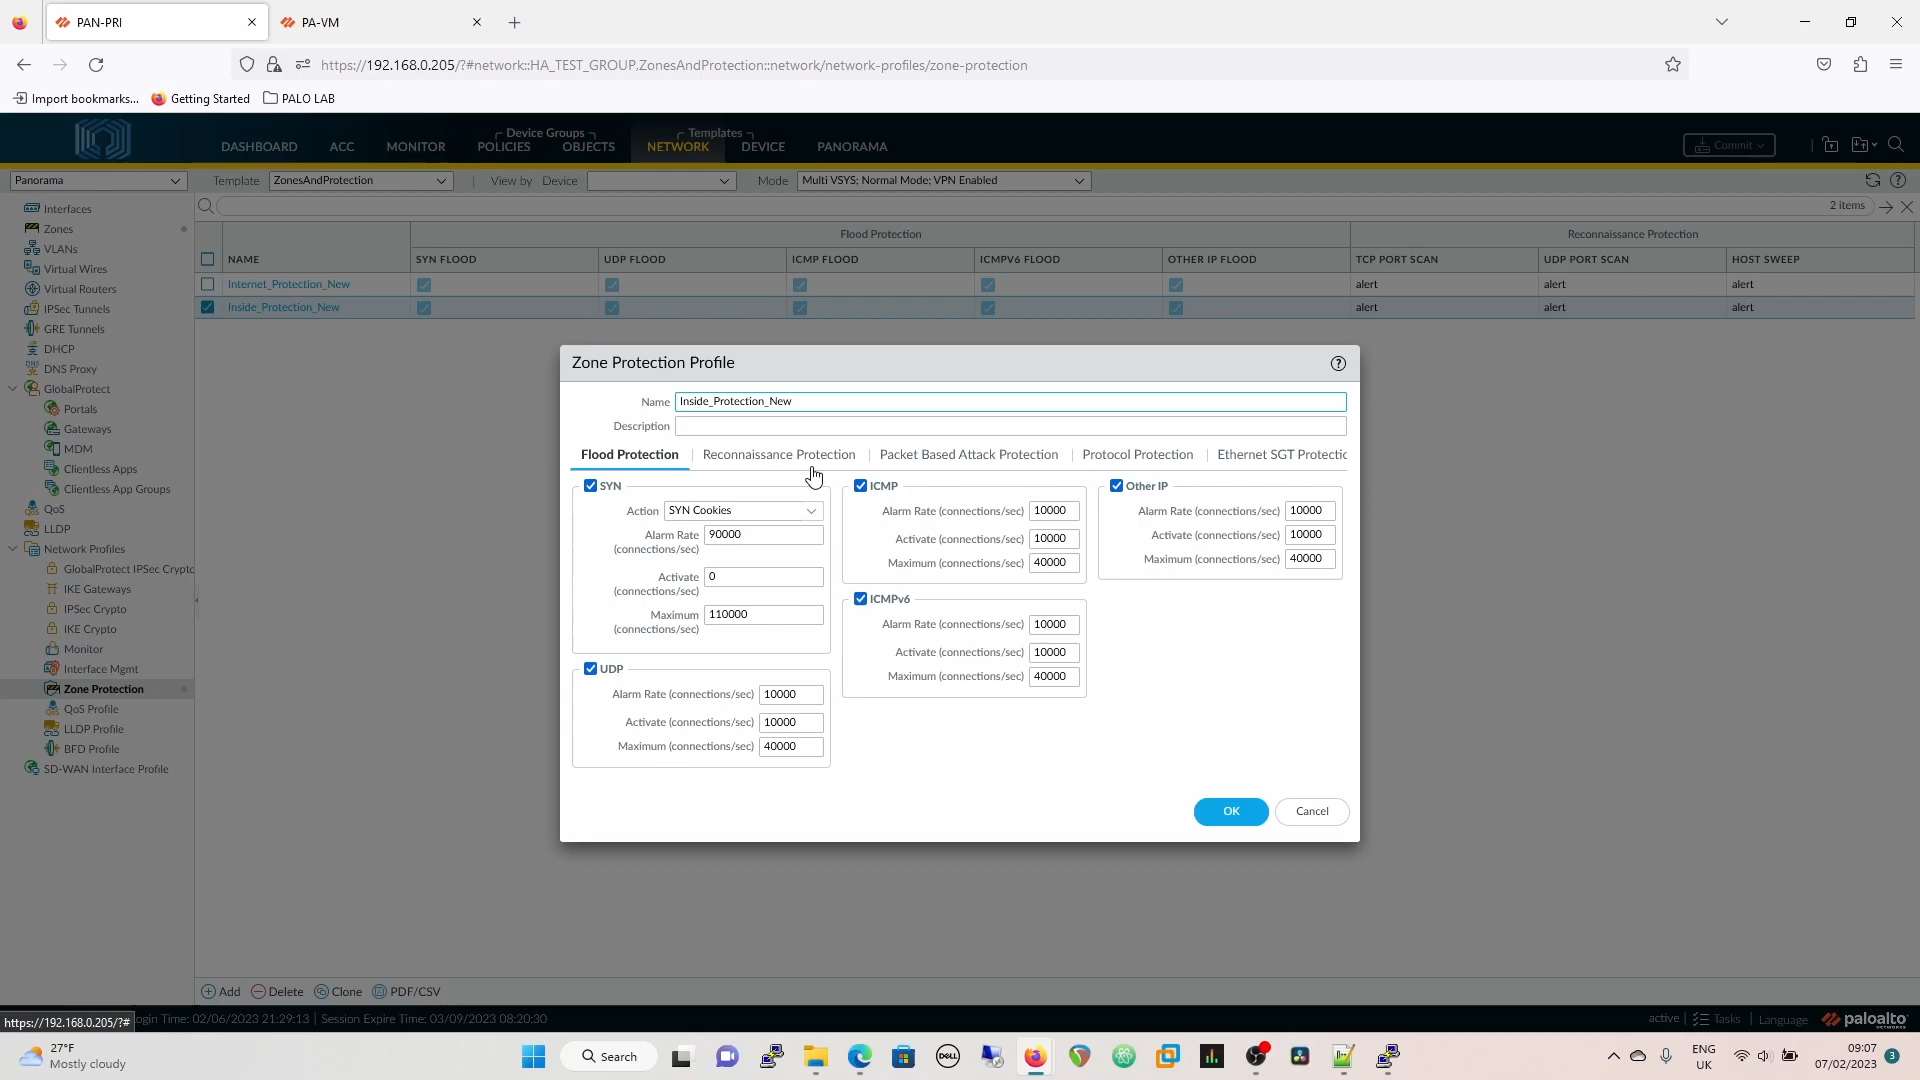 PAN-PRI
PA-VM
https://192.168.0.205/?#network::HA_TEST_GROUP,ZonesAndProtection::network/network-profiles/zone-protection
Import bookmarks...
Getting Started
PALO LAB
Device Groups
Templates
DASHBOARD
ACC
MONITOR
POLICIES
OBJECTS
NETWORK
DEVICE
PANORAMA
Commit
Panorama
Template
ZonesAndProtection
View by
Device
Mode
Multi VSYS; Normal Mode; VPN Enabled
2 items
Interfaces
Zones
VLANs
Virtual Wires
Virtual Routers
IPSec Tunnels
GRE Tunnels
DHCP
DNS Proxy
GlobalProtect
Portals
Gateways
MDM
Clientless Apps
Clientless App Groups
QoS
LLDP
Network Profiles
GlobalProtect IPSec Crypto
IKE Gateways
IPSec Crypto
IKE Crypto
Monitor
Interface Mgmt
Zone Protection
QoS Profile
LLDP Profile
BFD Profile
SD-WAN Interface Profile
Flood Protection
Reconnaissance Protection
NAME
SYN FLOOD
UDP FLOOD
ICMP FLOOD
ICMPV6 FLOOD
OTHER IP FLOOD
TCP PORT SCAN
UDP PORT SCAN
HOST SWEEP
Internet_Protection_New
alert
alert
alert
Inside_Protection_New
alert
alert
alert
Zone Protection Profile
Name
Inside_Protection_New
Description
Flood Protection
Reconnaissance Protection
Packet Based Attack Protection
Protocol Protection
Ethernet SGT Protectic
SYN
Action
SYN Cookies
Alarm Rate
(connections/sec)
90000
Activate
(connections/sec)
0
Maximum
(connections/sec)
110000
UDP
Alarm Rate (connections/sec)
10000
Activate (connections/sec)
10000
Maximum (connections/sec)
40000
ICMP
Alarm Rate (connections/sec)
10000
Activate (connections/sec)
10000
Maximum (connections/sec)
40000
ICMPv6
Alarm Rate (connections/sec)
10000
Activate (connections/sec)
10000
Maximum (connections/sec)
40000
Other IP
Alarm Rate (connections/sec)
10000
Activate (connections/sec)
10000
Maximum (connections/sec)
40000
OK
Cancel
Add
Delete
Clone
PDF/CSV
https://192.168.0.205/?#
ogin Time: 02/06/2023 21:29:13
Session Expire Time: 03/09/2023 08:20:30
active
Tasks
Language
paloalto
NETWORKS
27°F
Mostly cloudy
Search
DELL
ENG
UK
09:07
07/02/2023
3